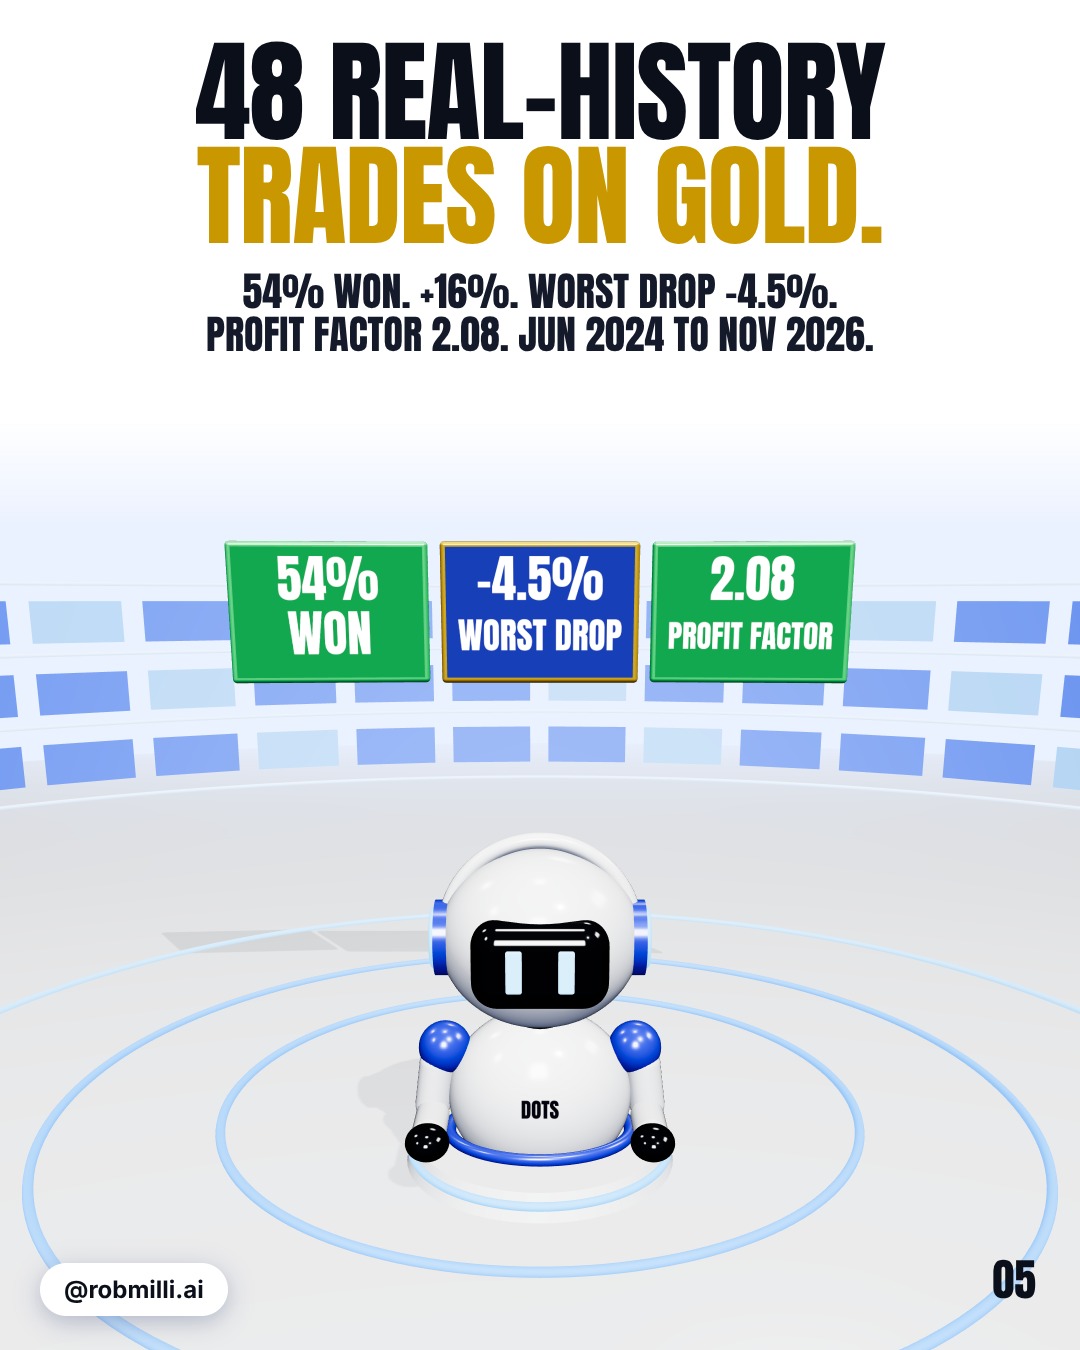 48 REAL-HISTORY
TRADES ON GOLD.
54% WON. +16%. WORST DROP -4.5%.
PROFIT FACTOR 2.08. JUN 2024 TO NOV 2026.
54%
WON
-4.5%
WORST DROP
2.08
PROFIT FACTOR
DOTS
@robmilli.ai
05